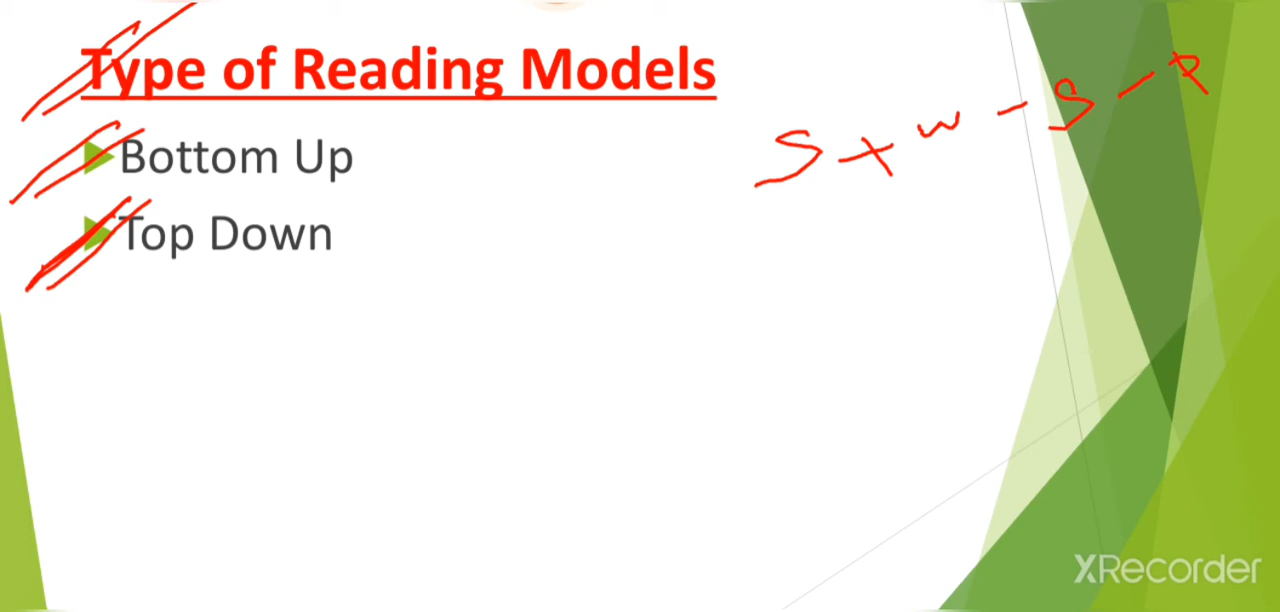 Type of Reading Models
Bottom Up
Top Down
S + w - S - P
XRecorder